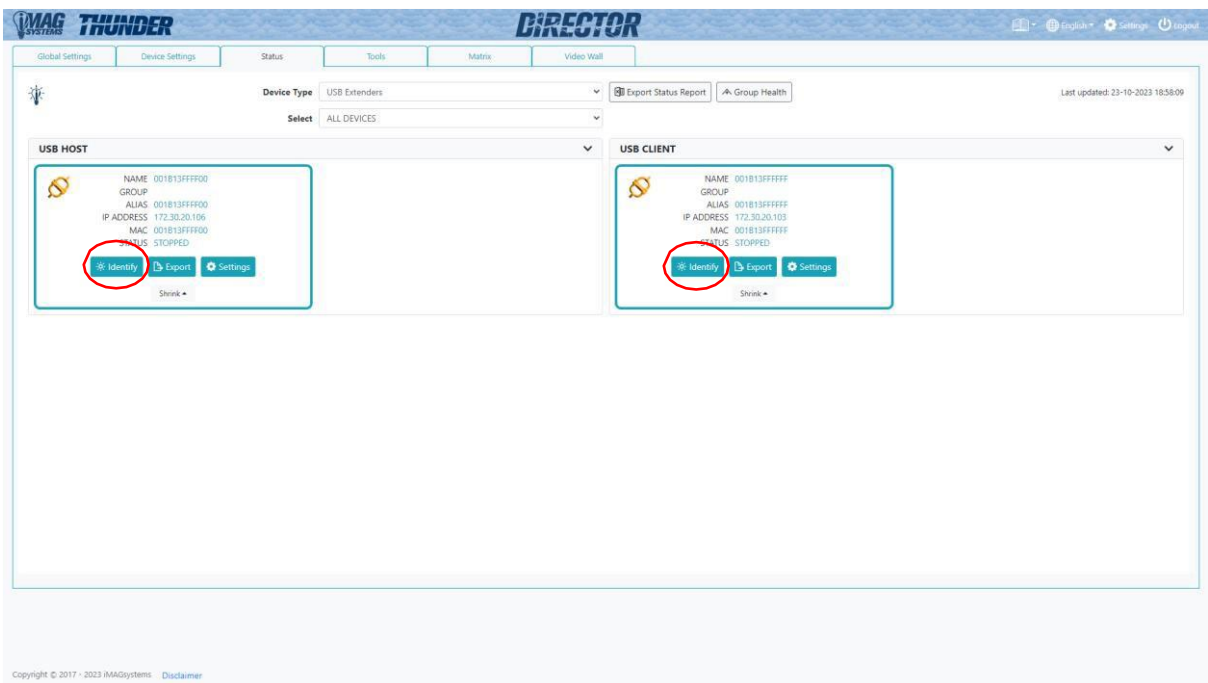 iMAG SYSTEMS THUNDER DiRECTOR English Settings Logout
Global Settings Device Settings Status Tools Matrix Video Wall
Device Type USB Extenders Export Status Report Group Health Last updated: 23-10-2023 18:58:09
Select ALL DEVICES
USB HOST
NAME 001B13FFFF00
GROUP
ALIAS 001B13FFFF00
IP ADDRESS 172.30.20.106
MAC 001B13FFFF00
STATUS STOPPED
Identify Export Settings
Shrink
USB CLIENT
NAME 001B13FFFFFF
GROUP
ALIAS 001B13FFFFFF
IP ADDRESS 172.30.20.103
MAC 001B13FFFFFF
STATUS STOPPED
Identify Export Settings
Shrink
Copyright © 2017 - 2023 iMAGsystems Disclaimer